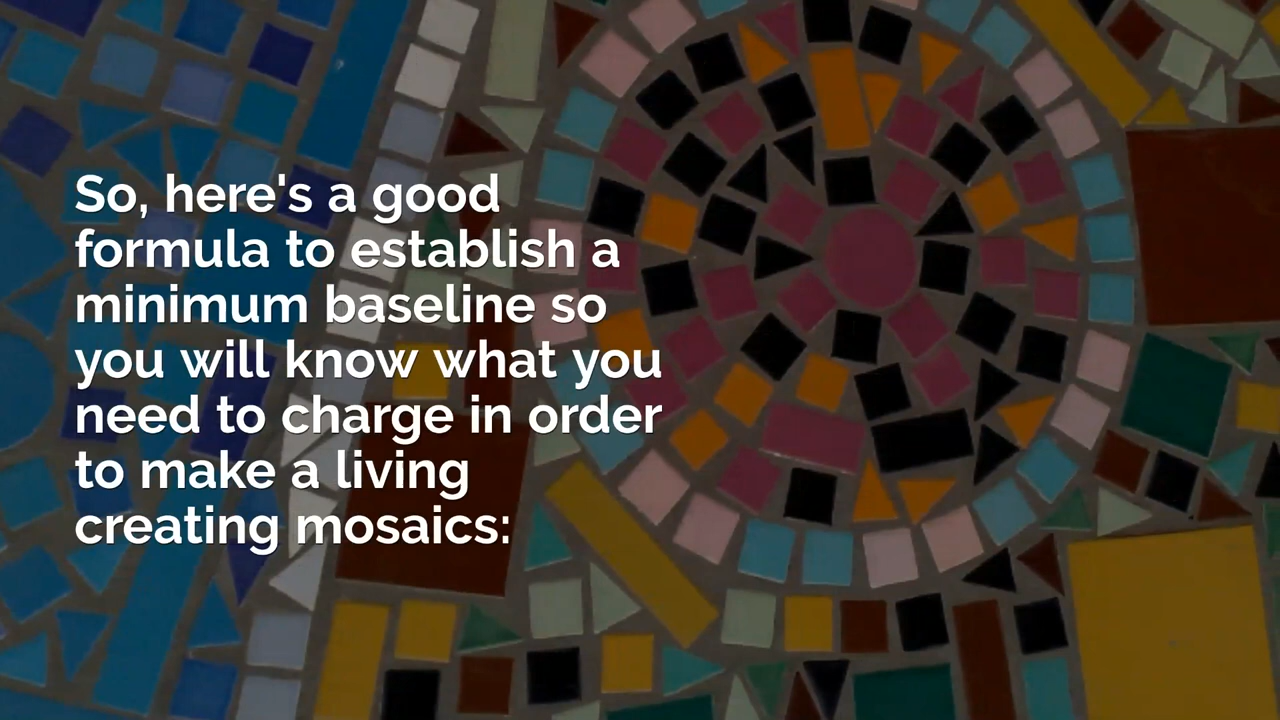 So, here's a good
formula to establish a
minimum baseline so
you will know what you
need to charge in order
to make a living
creating mosaics: